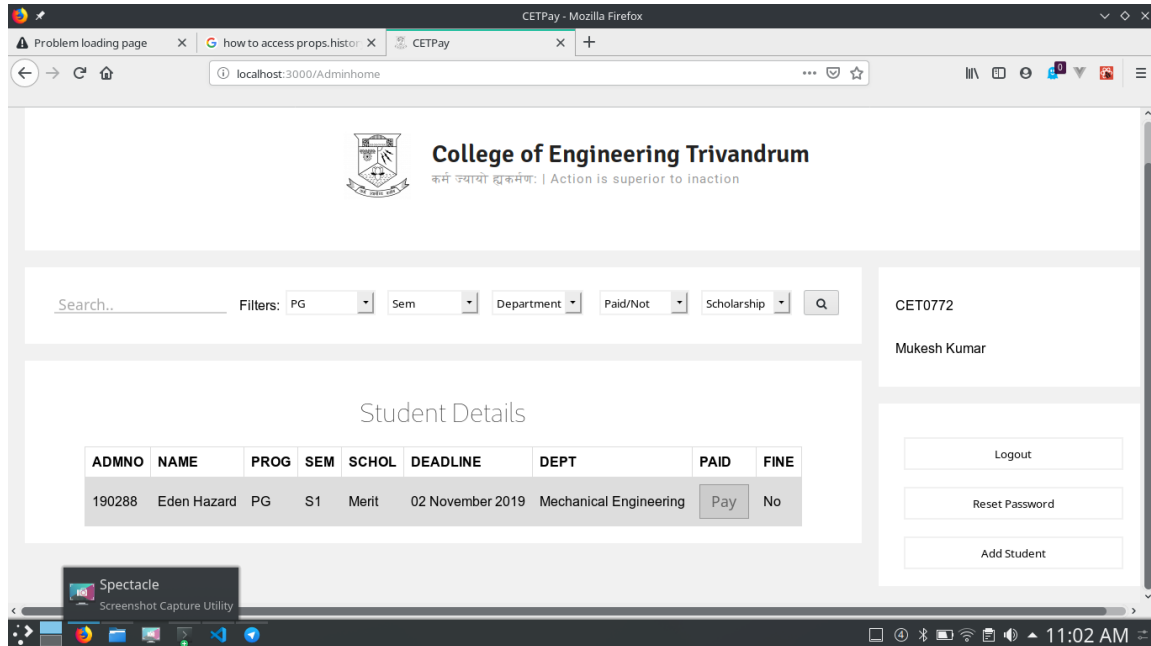 CETPay - Mozilla Firefox
Problem loading page
how to access props.histor
CETPay
localhost:3000/Adminhome
0
College of Engineering Trivandrum
कर्म ज्यायो ह्यकर्मण: | Action is superior to inaction
Search..
Filters: PG Sem Department Paid/Not Scholarship
CET0772
Mukesh Kumar
Student Details
ADMNO NAME PROG SEM SCHOL DEADLINE DEPT PAID FINE
190288 Eden Hazard PG S1 Merit 02 November 2019 Mechanical Engineering Pay No
Logout
Reset Password
Add Student
Spectacle
Screenshot Capture Utility
4
11:02 AM